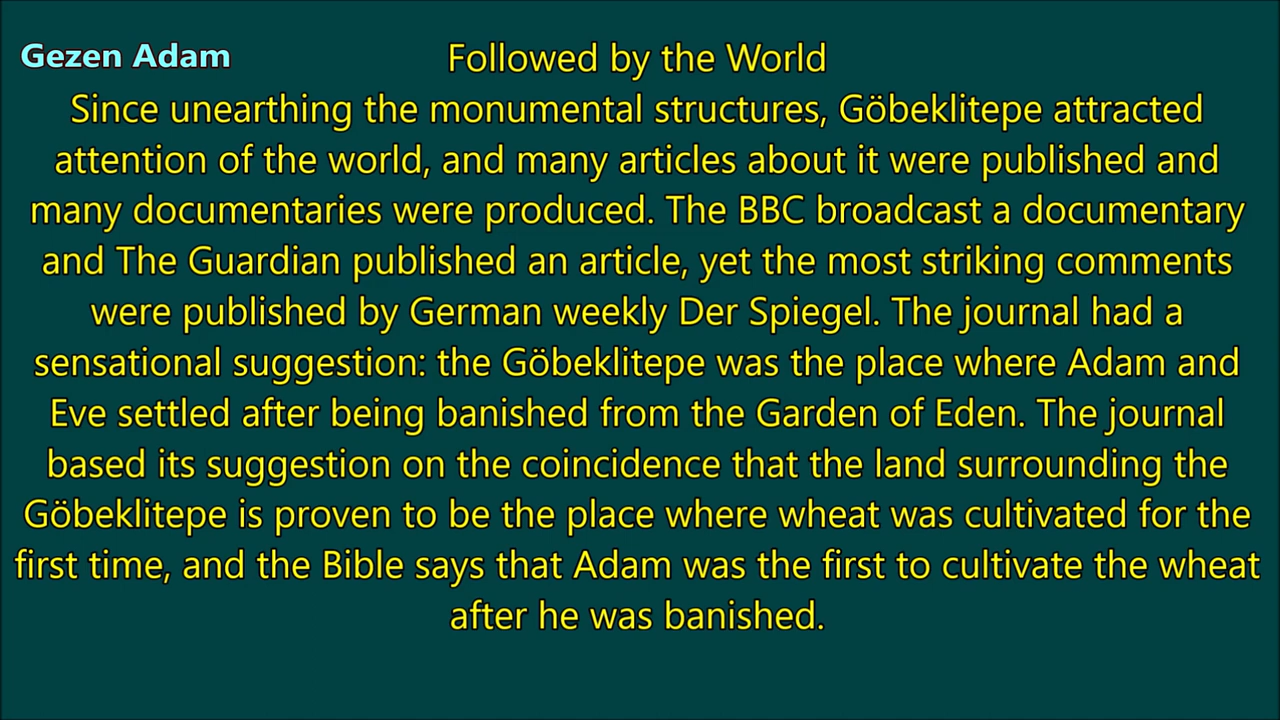 Gezen Adam
Followed by the World
Since unearthing the monumental structures, Göbeklitepe attracted
attention of the world, and many articles about it were published and
many documentaries were produced. The BBC broadcast a documentary
and The Guardian published an article, yet the most striking comments
were published by German weekly Der Spiegel. The journal had a
sensational suggestion: the Göbeklitepe was the place where Adam and
Eve settled after being banished from the Garden of Eden. The journal
based its suggestion on the coincidence that the land surrounding the
Göbeklitepe is proven to be the place where wheat was cultivated for the
first time, and the Bible says that Adam was the first to cultivate the wheat
after he was banished.